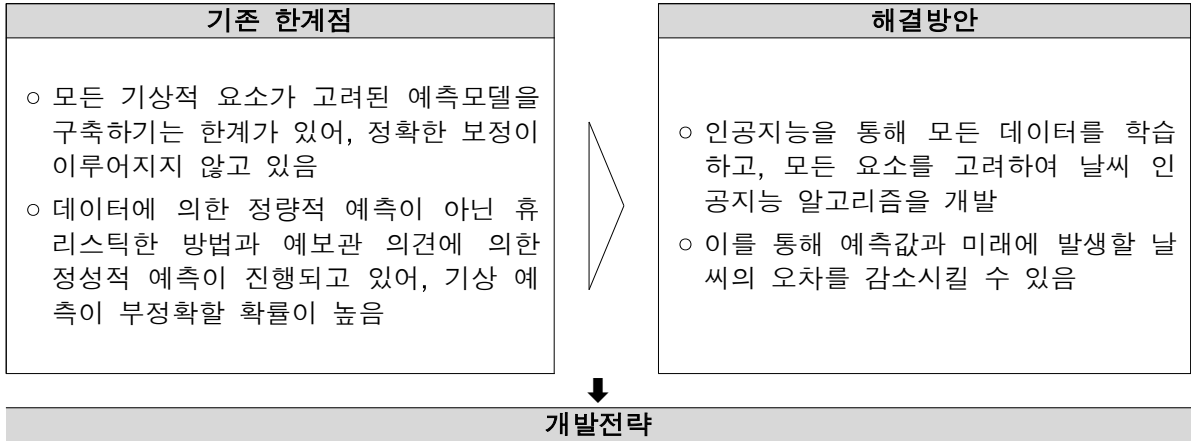 기존 한계점
○ 모든 기상적 요소가 고려된 예측모델을
구축하기는 한계가 있어, 정확한 보정이
이루어지지 않고 있음
○ 데이터에 의한 정량적 예측이 아닌 휴
리스틱한 방법과 예보관 의견에 의한
정성적 예측이 진행되고 있어, 기상 예
측이 부정확할 확률이 높음
해결방안
○ 인공지능을 통해 모든 데이터를 학습
하고, 모든 요소를 고려하여 날씨 인
공지능 알고리즘을 개발
○ 이를 통해 예측값과 미래에 발생할 날
씨의 오차를 감소시킬 수 있음
개발전략